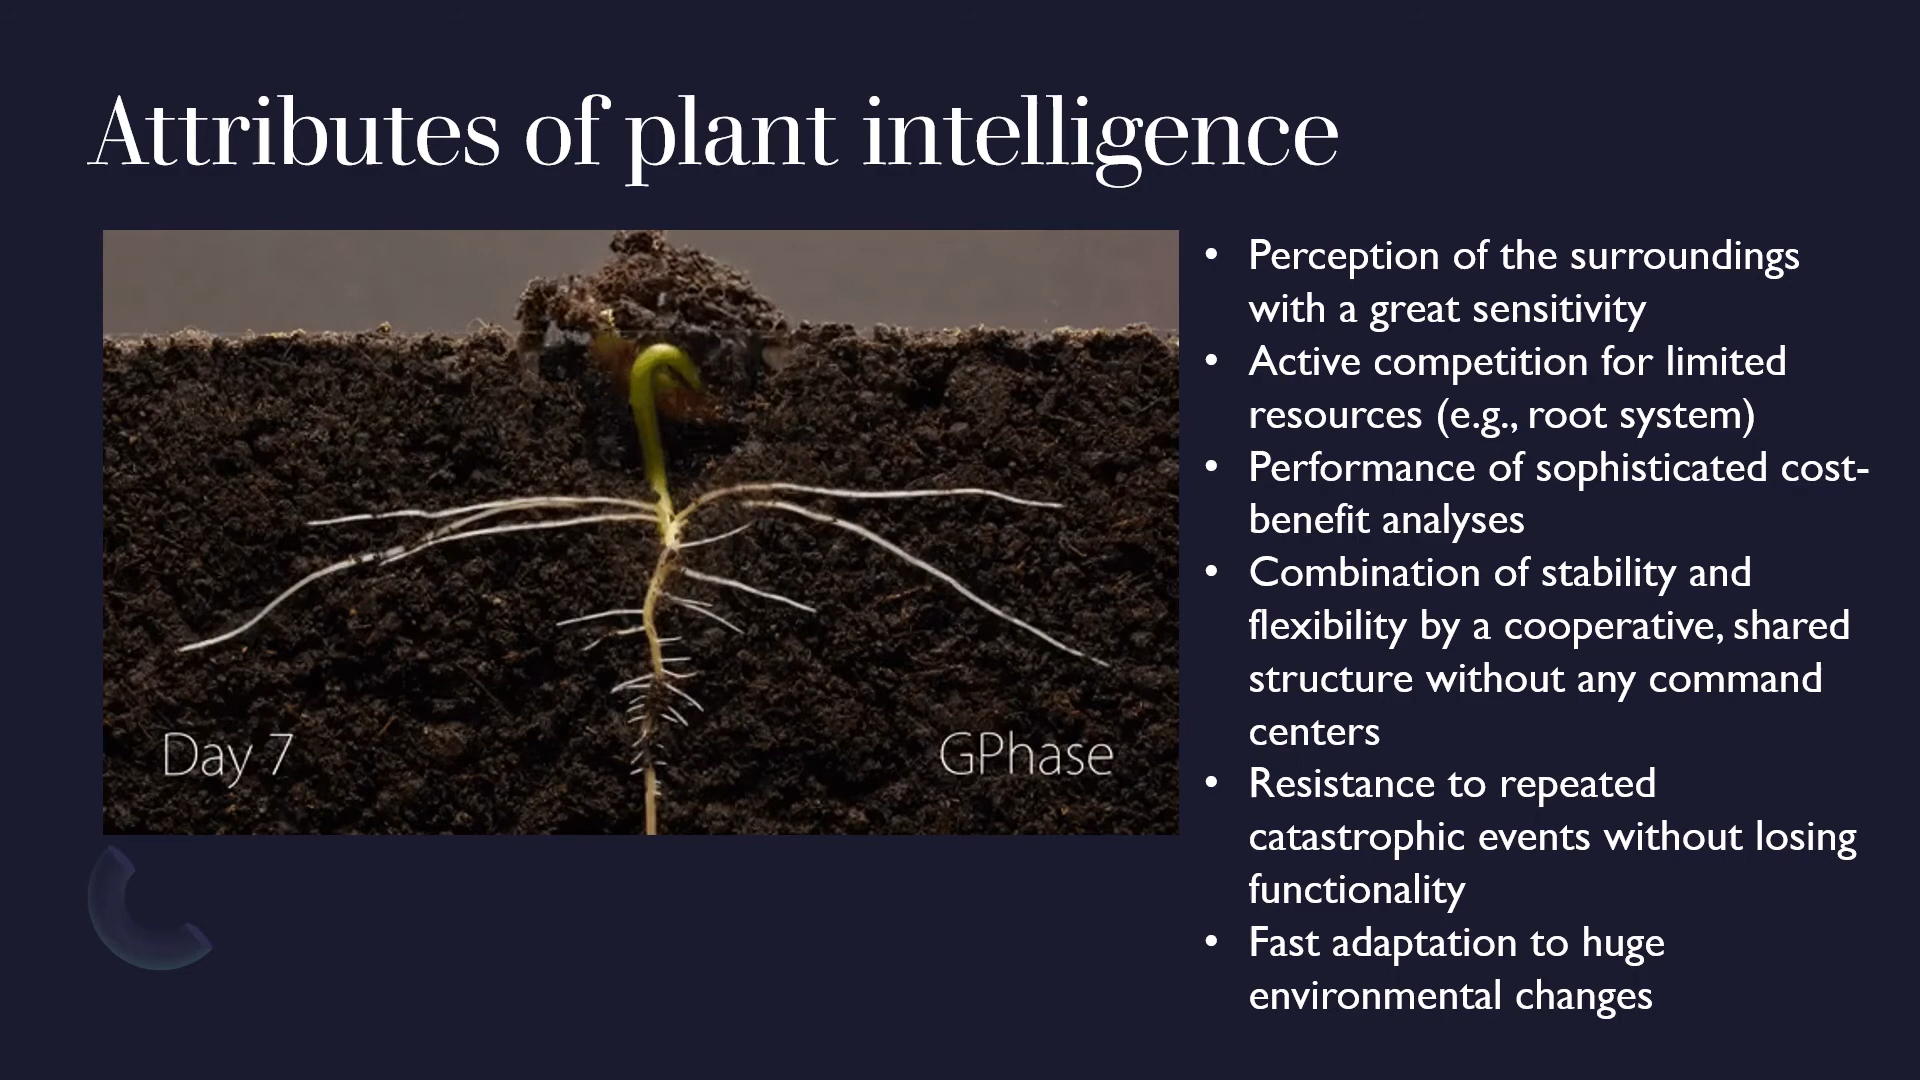 Attributes of plant intelligence
• Perception of the surroundings
with a great sensitivity
• Active competition for limited
resources (e.g., root system)
• Performance of sophisticated cost-
benefit analyses
• Combination of stability and
flexibility by a cooperative, shared
structure without any command
centers
• Resistance to repeated
catastrophic events without losing
functionality
• Fast adaptation to huge
environmental changes
Day 7
GPhase